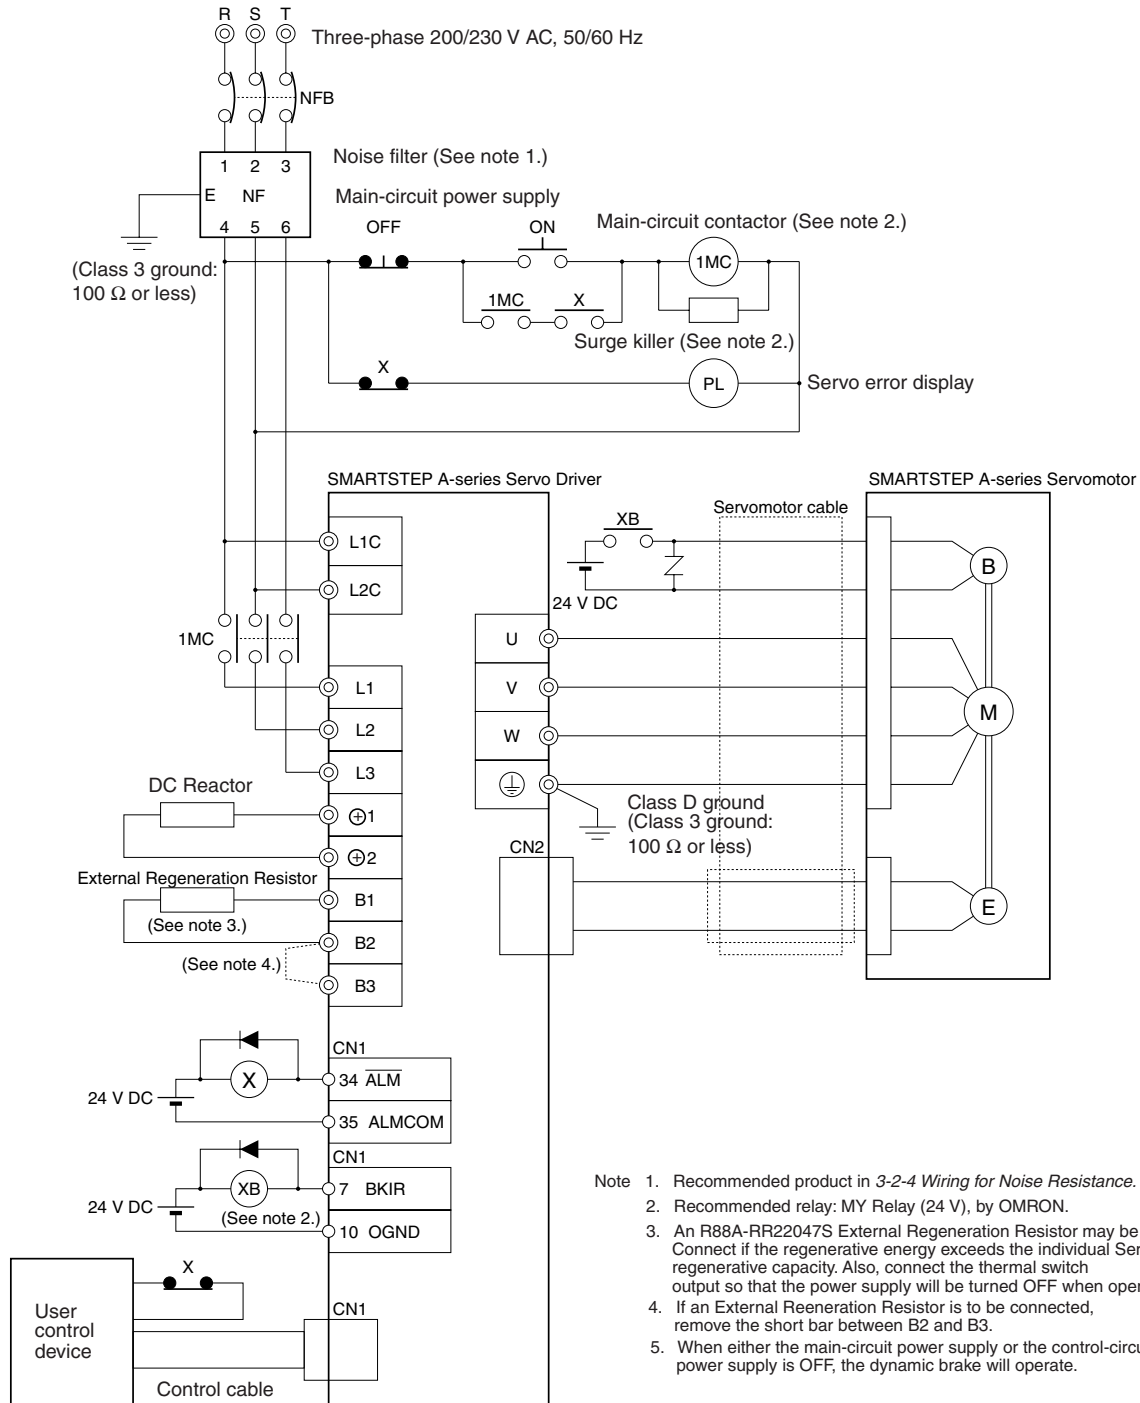 R S T
Three-phase 200/230 V AC, 50/60 Hz
NFB
Noise filter (See note 1.)
1 2 3
E NF
4 5 6
Main-circuit power supply
OFF
ON
Main-circuit contactor (See note 2.)
1MC
(Class 3 ground:
100 Ω or less)
1MC
X
Surge killer (See note 2.)
X
PL
Servo error display
SMARTSTEP A-series Servo Driver
SMARTSTEP A-series Servomotor
Servomotor cable
XB
L1C
B
L2C
24 V DC
1MC
U
L1
V
M
L2
W
L3
DC Reactor
Class D ground
(Class 3 ground:
100 Ω or less)
+1
CN2
+2
External Regeneration Resistor
B1
(See note 3.)
E
B2
(See note 4.)
B3
CN1
X
34 ALM
24 V DC
35 ALMCOM
CN1
XB
7 BKIR
24 V DC
(See note 2.)
10 OGND
X
User
control
device
CN1
Control cable
Note 1. Recommended product in 3-2-4 Wiring for Noise Resistance.
2. Recommended relay: MY Relay (24 V), by OMRON.
3. An R88A-RR22047S External Regeneration Resistor may be
Connect if the regenerative energy exceeds the individual Ser
regenerative capacity. Also, connect the thermal switch
output so that the power supply will be turned OFF when oper
4. If an External Reeneration Resistor is to be connected,
remove the short bar between B2 and B3.
5. When either the main-circuit power supply or the control-circu
power supply is OFF, the dynamic brake will operate.